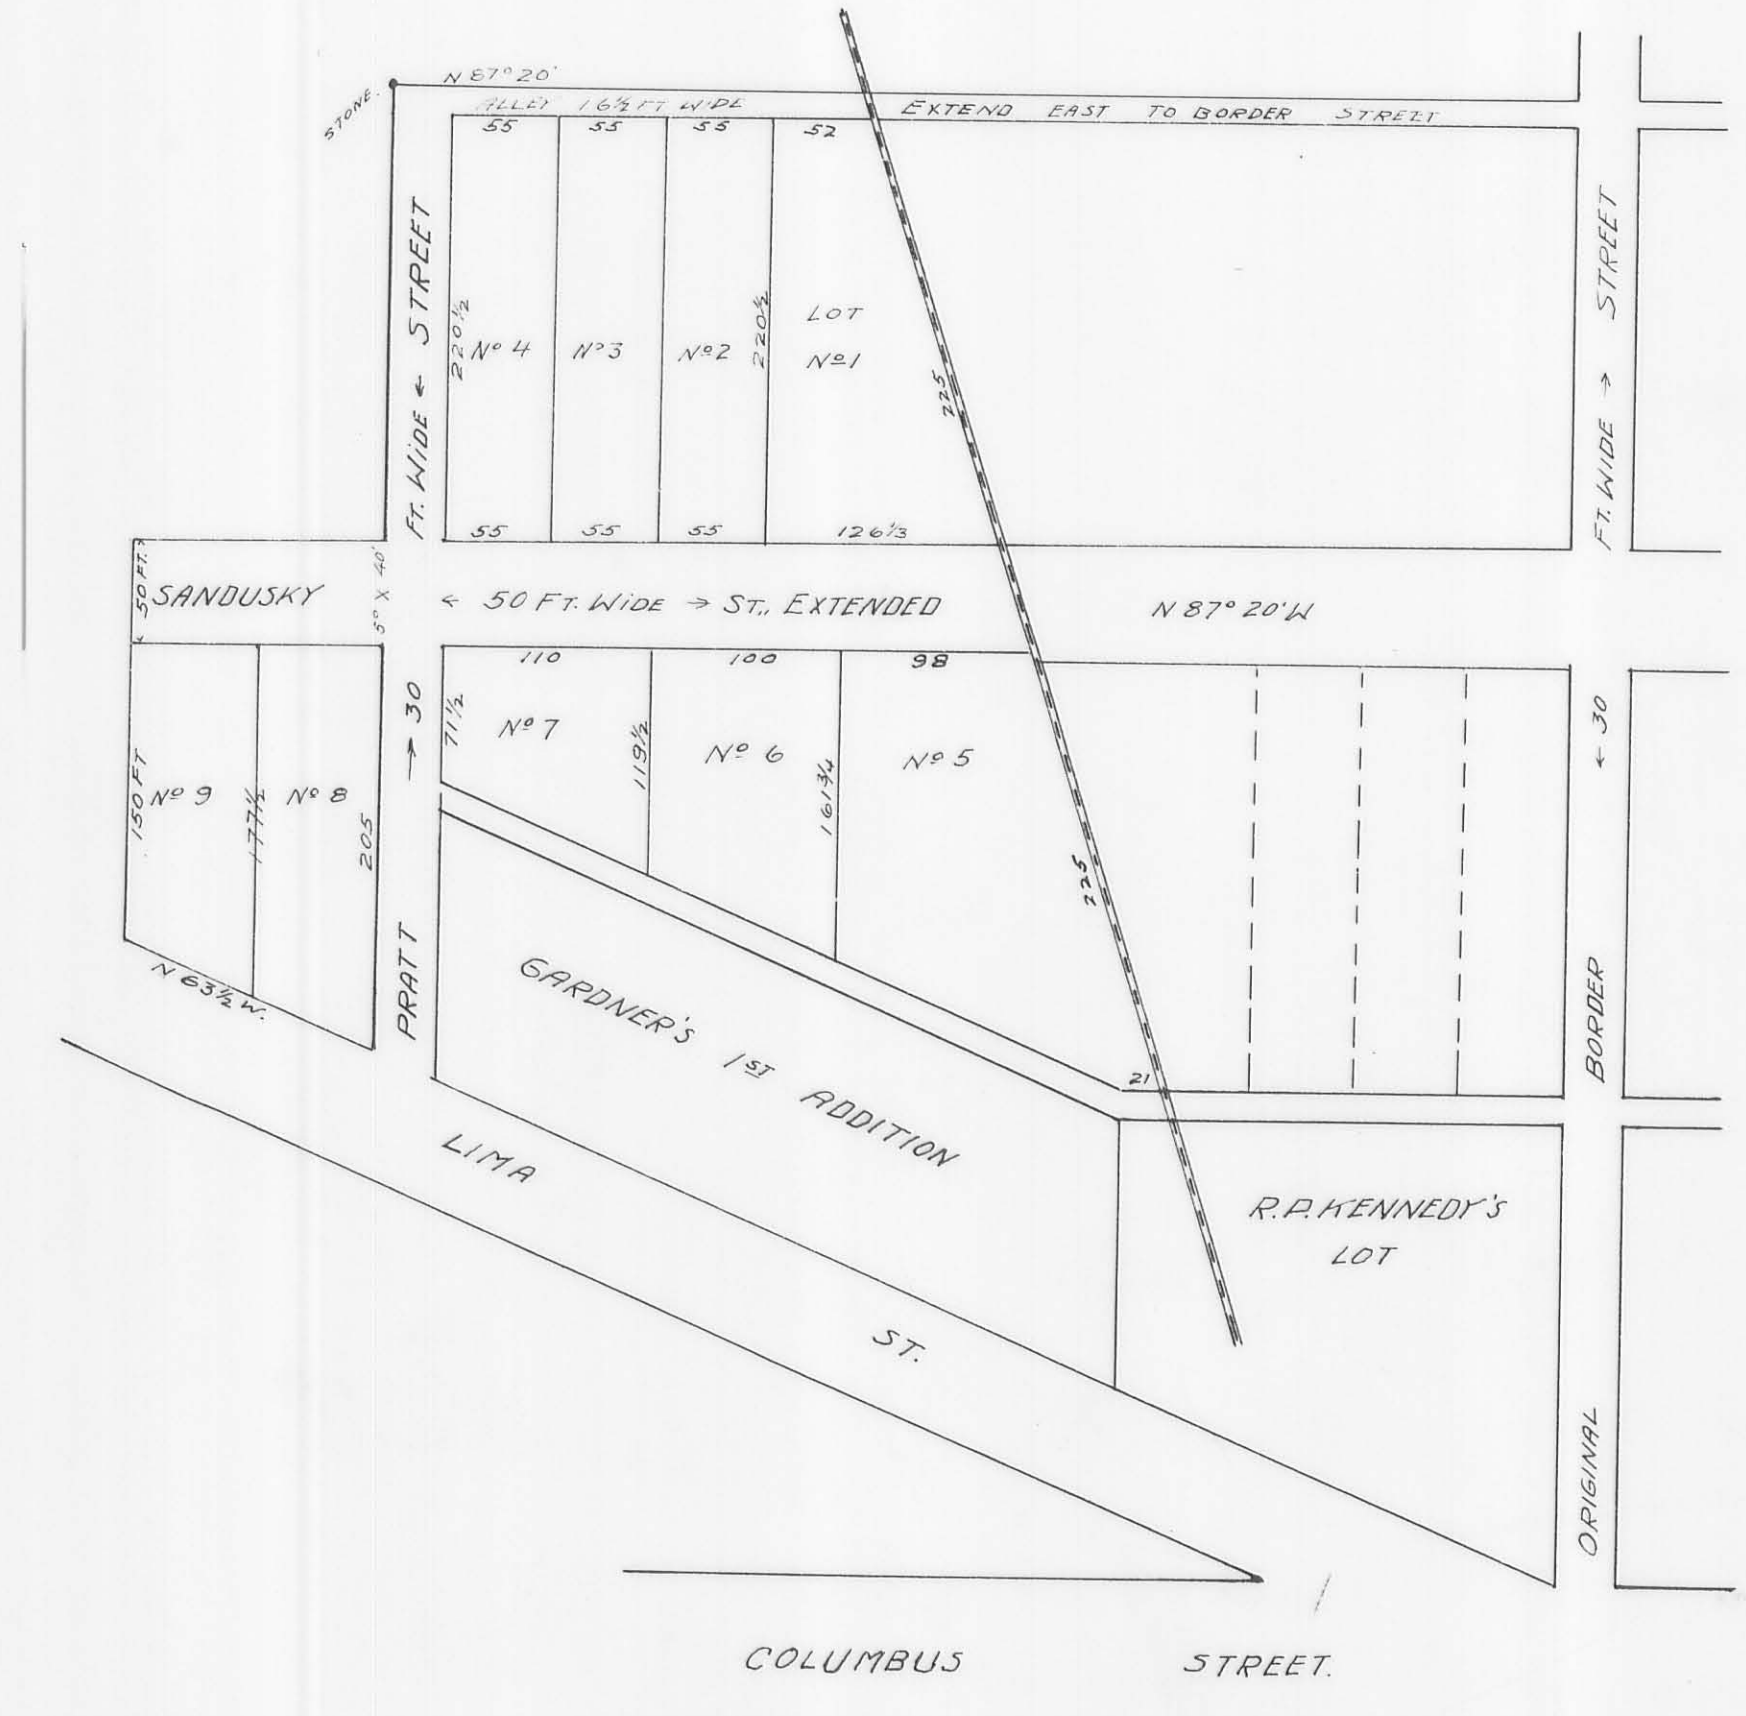 N 87° 20'
STONE.
ALLEY 16½ FT WIDE
EXTEND EAST TO BORDER STREET
55
55
55
52
FT. WIDE ← STREET
220½
Nº 4
Nº 3
Nº 2
220½
LOT
Nº 1
225
FT. WIDE → STREET
55
55
55
126⅓
50 FT.
SANDUSKY
5° X 40'
← 50 FT. WIDE → ST., EXTENDED
N 87° 20' W
110
100
98
→ 30
71½
Nº 7
119½
Nº 6
161¾
Nº 5
← 30
150 FT
Nº 9
177½
Nº 8
205
225
PRATT
N 63½ W.
GARDNER'S 1ST ADDITION
21
BORDER
LIMA
ST.
R.P. KENNEDY'S
LOT
ORIGINAL
COLUMBUS STREET.